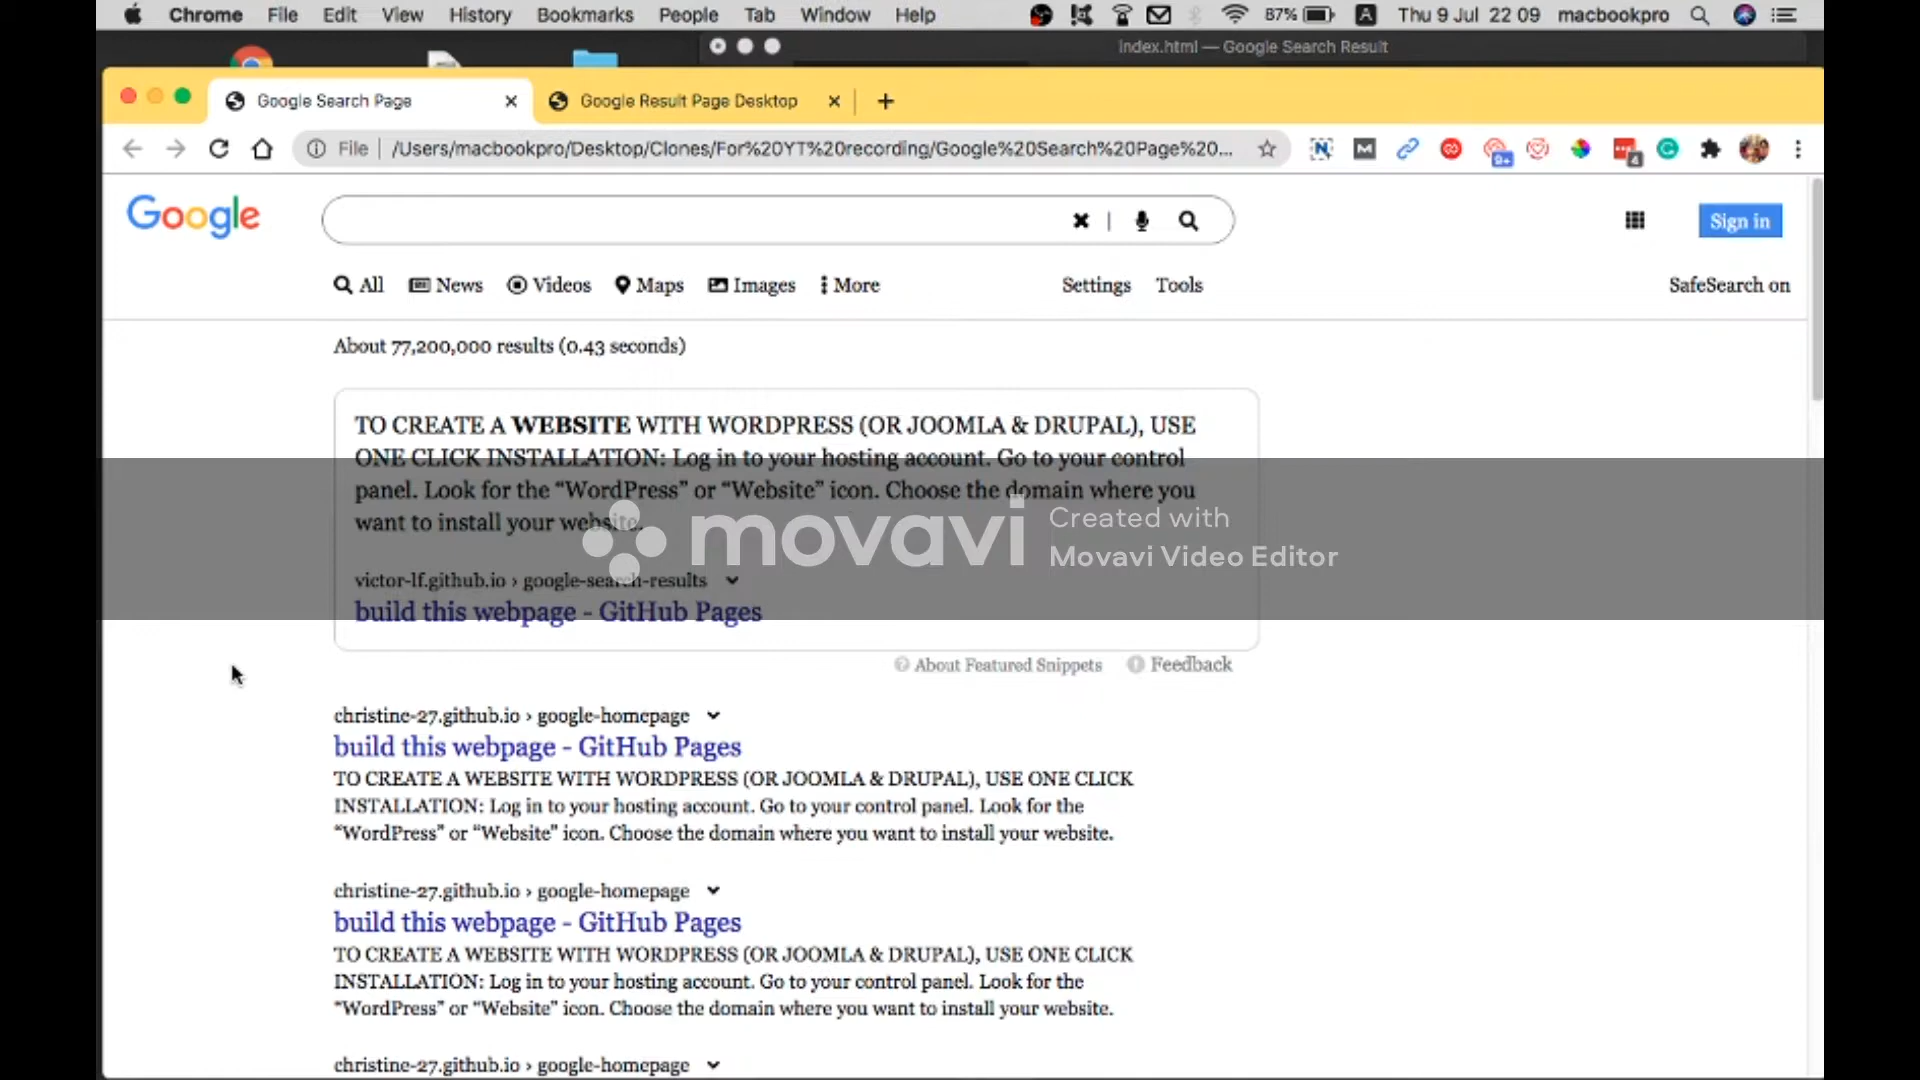 Chrome File Edit View History Bookmarks People Tab Window Help 87% A Thu 9 Jul 22 09 macbookpro
index.html — Google Search Result
Google Search Page Google Result Page Desktop
File /Users/macbookpro/Desktop/Clones/For%20YT%20recording/Google%20Search%20Page%20...
Google | Sign in
All News Videos Maps Images More Settings Tools SafeSearch on
About 77,200,000 results (0.43 seconds)
TO CREATE A WEBSITE WITH WORDPRESS (OR JOOMLA & DRUPAL), USE
ONE CLICK INSTALLATION: Log in to your hosting account. Go to your control
panel. Look for the “WordPress” or “Website” icon. Choose the domain where you
want to install your website.
movavi Created with
Movavi Video Editor
victor-lf.github.io › google-search-results
build this webpage - GitHub Pages
About Featured Snippets Feedback
christine-27.github.io › google-homepage
build this webpage - GitHub Pages
TO CREATE A WEBSITE WITH WORDPRESS (OR JOOMLA & DRUPAL), USE ONE CLICK
INSTALLATION: Log in to your hosting account. Go to your control panel. Look for the
“WordPress” or “Website” icon. Choose the domain where you want to install your website.
christine-27.github.io › google-homepage
build this webpage - GitHub Pages
TO CREATE A WEBSITE WITH WORDPRESS (OR JOOMLA & DRUPAL), USE ONE CLICK
INSTALLATION: Log in to your hosting account. Go to your control panel. Look for the
“WordPress” or “Website” icon. Choose the domain where you want to install your website.
christine-27.github.io › google-homepage